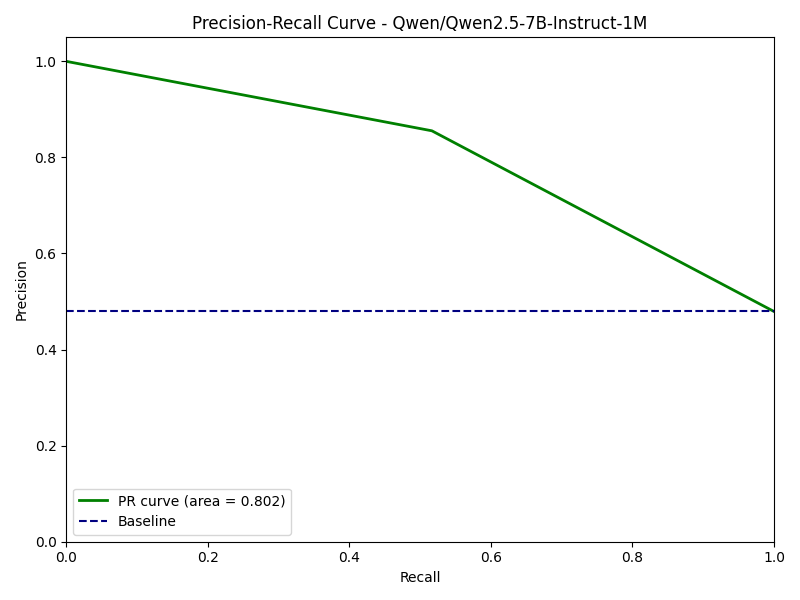 Precision-Recall Curve - Qwen/Qwen2.5-7B-Instruct-1M
1.0
0.8
0.6
0.4
0.2
0.0
Precision
PR curve (area = 0.802)
Baseline
0.0 0.2 0.4 0.6 0.8 1.0
Recall